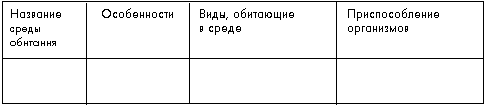 Название среды обитания
Особенности
Виды, обитающие в среде
Приспособление организмов